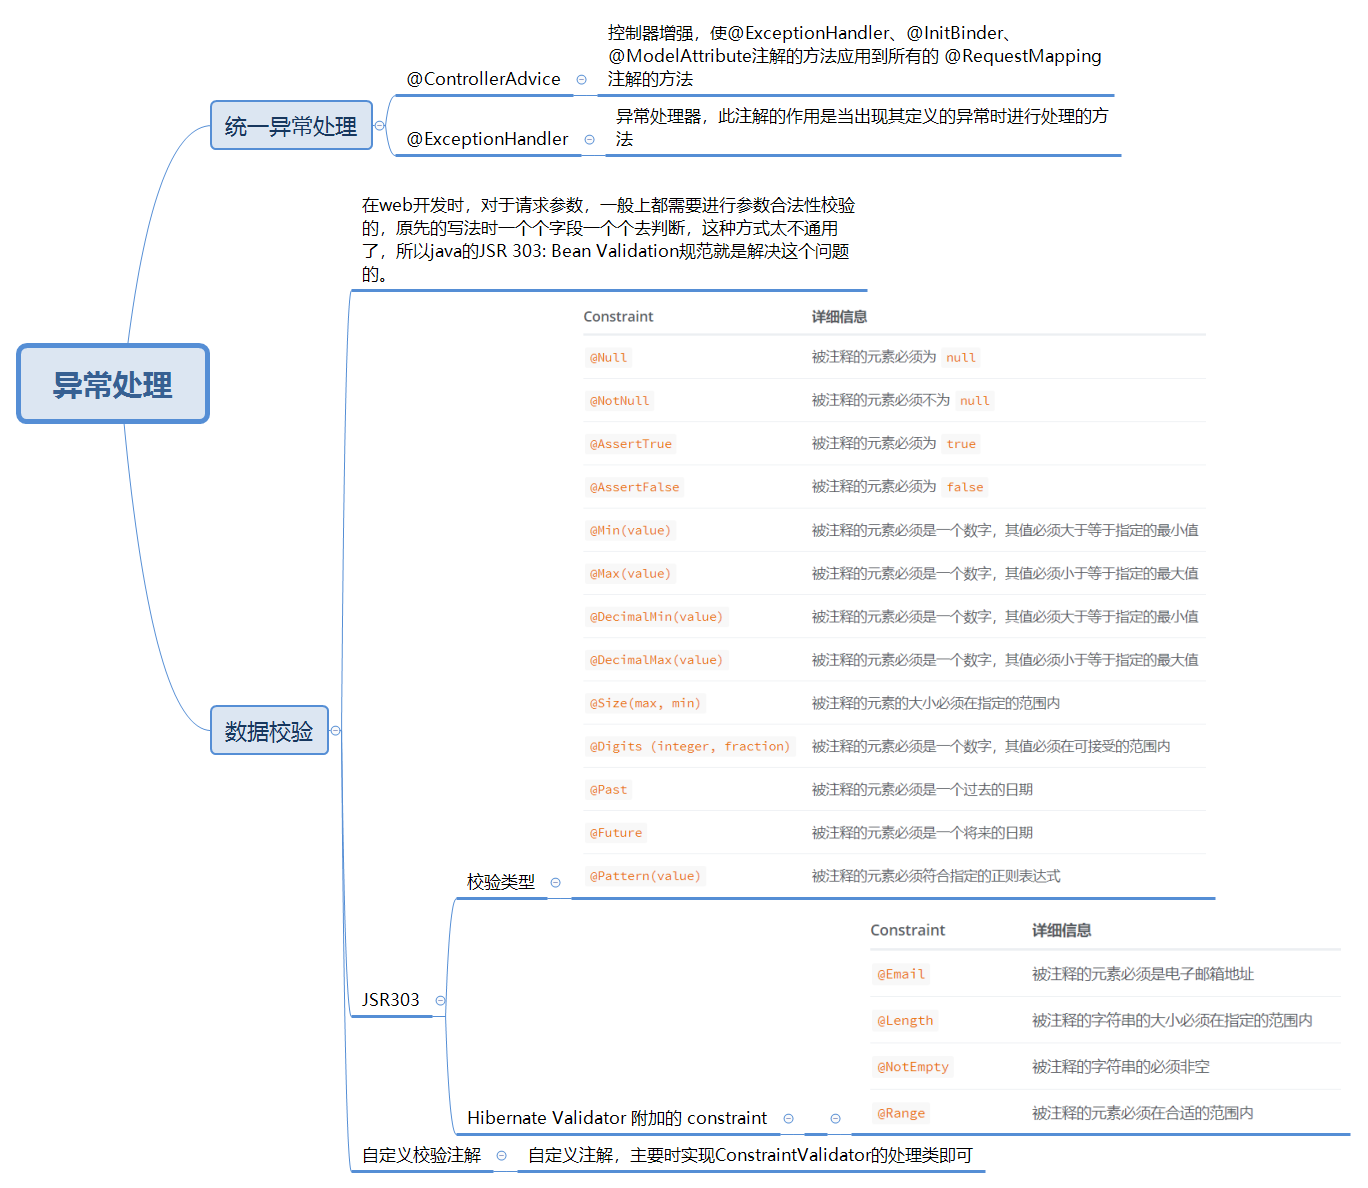 控制器增强，使@ExceptionHandler、@InitBinder、
@ModelAttribute注解的方法应用到所有的 @RequestMapping
注解的方法
@ControllerAdvice
统一异常处理
异常处理器，此注解的作用是当出现其定义的异常时进行处理的方
法
@ExceptionHandler
在web开发时，对于请求参数，一般上都需要进行参数合法性校验
的，原先的写法时一个个字段一个个去判断，这种方式太不通用
了，所以java的JSR 303: Bean Validation规范就是解决这个问题
的。
异常处理
数据校验
Constraint 详细信息
@Null 被注释的元素必须为 null
@NotNull 被注释的元素必须不为 null
@AssertTrue 被注释的元素必须为 true
@AssertFalse 被注释的元素必须为 false
@Min(value) 被注释的元素必须是一个数字，其值必须大于等于指定的最小值
@Max(value) 被注释的元素必须是一个数字，其值必须小于等于指定的最大值
@DecimalMin(value) 被注释的元素必须是一个数字，其值必须大于等于指定的最小值
@DecimalMax(value) 被注释的元素必须是一个数字，其值必须小于等于指定的最大值
@Size(max, min) 被注释的元素的大小必须在指定的范围内
@Digits (integer, fraction) 被注释的元素必须是一个数字，其值必须在可接受的范围内
@Past 被注释的元素必须是一个过去的日期
@Future 被注释的元素必须是一个将来的日期
@Pattern(value) 被注释的元素必须符合指定的正则表达式
校验类型
JSR303
Constraint 详细信息
@Email 被注释的元素必须是电子邮箱地址
@Length 被注释的字符串的大小必须在指定的范围内
@NotEmpty 被注释的字符串的必须非空
@Range 被注释的元素必须在合适的范围内
Hibernate Validator 附加的 constraint
自定义校验注解
自定义注解，主要时实现ConstraintValidator的处理类即可